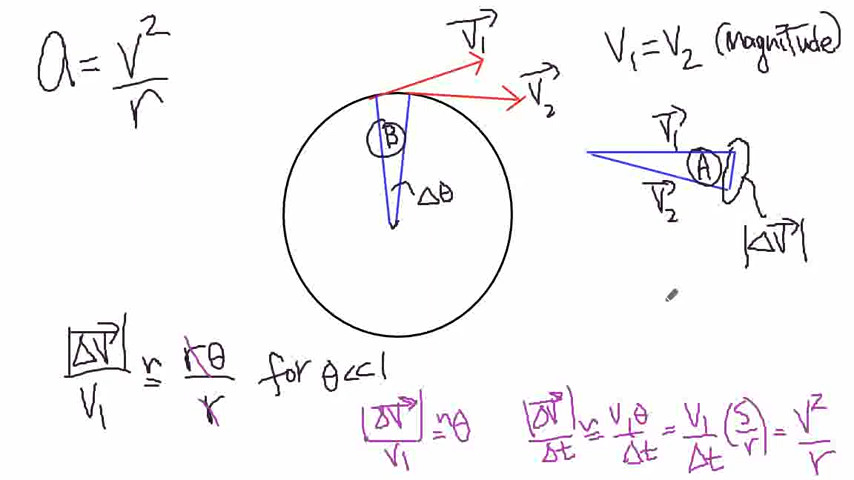 a = v²/r
V₁⃗
V₂⃗
V₁ = V₂ (Magnitude)
B
Δθ
V₁⃗
A
V₂⃗
|ΔV⃗|
|ΔV⃗|/V₁ ≃ rθ/r for θ<<1
|ΔV⃗|/V₁ ≃ θ
|ΔV⃗|/Δt ≃ V₁θ/Δt = V₁/Δt (S/r) = V²/r